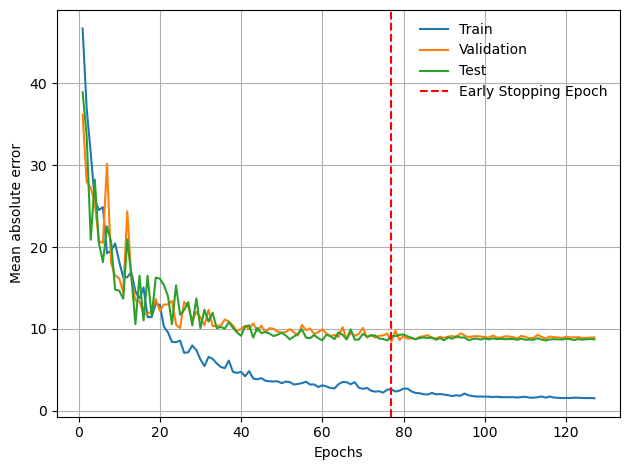 Train
Validation
Test
Early Stopping Epoch
Mean absolute error
40
30
20
10
0
0 20 40 60 80 100 120
Epochs